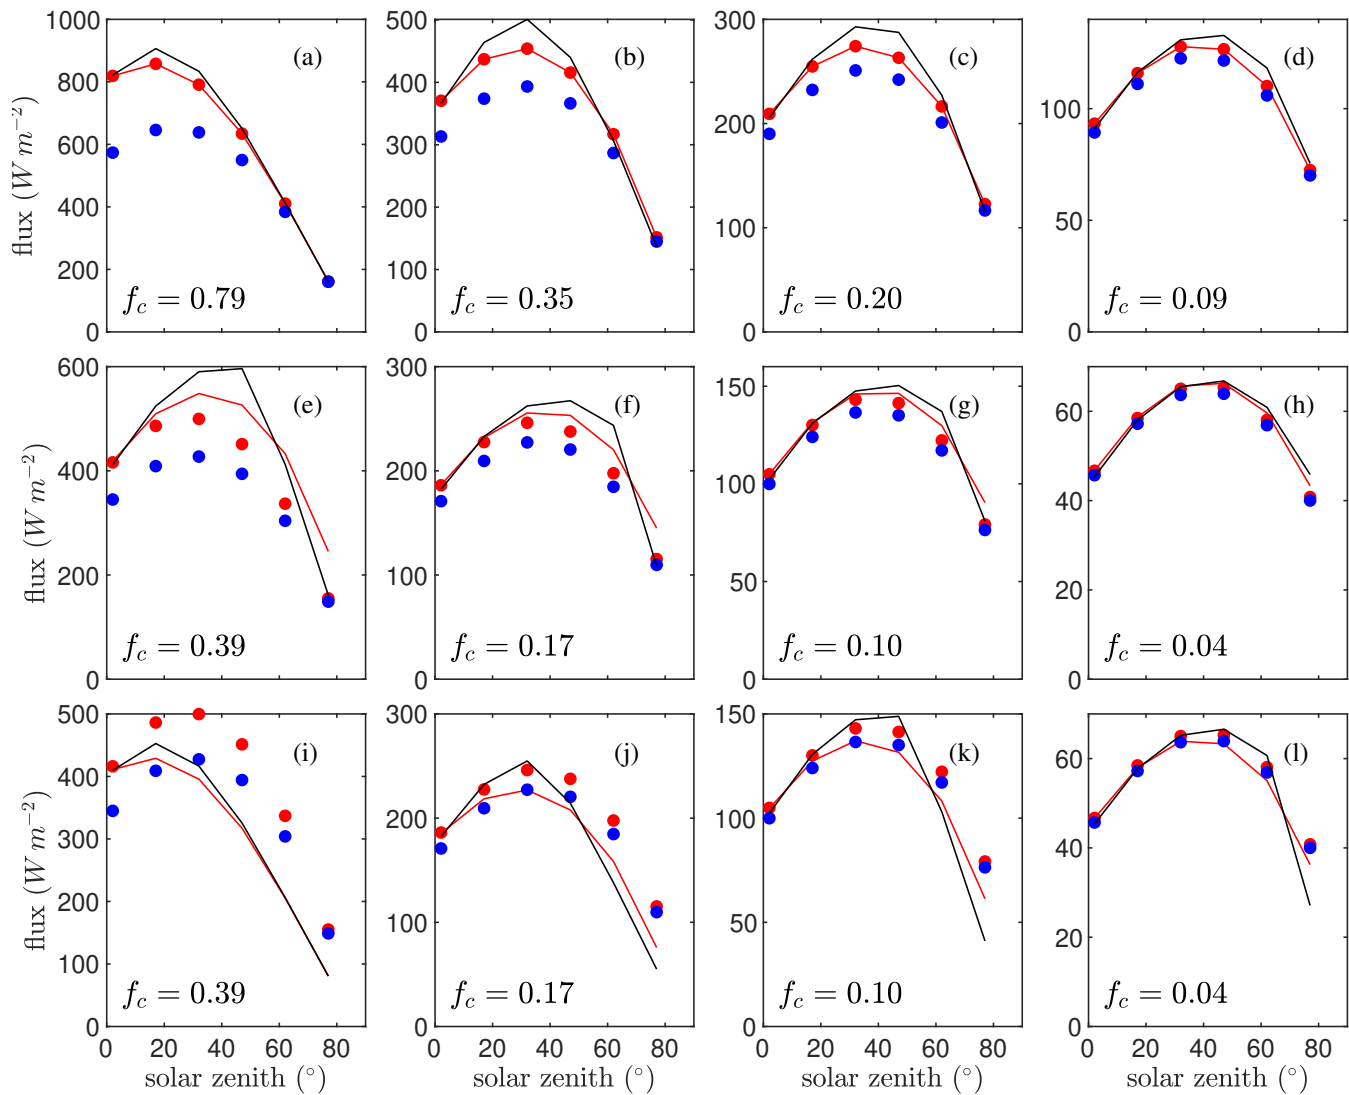 flux (W m⁻²)
1000
800
600
400
200
0
(a)
f_c = 0.79
500
400
300
200
100
0
(b)
f_c = 0.35
300
200
100
0
(c)
f_c = 0.20
100
50
0
(d)
f_c = 0.09
flux (W m⁻²)
600
400
200
0
(e)
f_c = 0.39
300
200
100
0
(f)
f_c = 0.17
150
100
50
0
(g)
f_c = 0.10
60
40
20
0
(h)
f_c = 0.04
flux (W m⁻²)
500
400
300
200
100
0
(i)
f_c = 0.39
0 20 40 60 80
solar zenith (°)
300
200
100
0
(j)
f_c = 0.17
0 20 40 60 80
solar zenith (°)
150
100
50
0
(k)
f_c = 0.10
0 20 40 60 80
solar zenith (°)
60
40
20
0
(l)
f_c = 0.04
0 20 40 60 80
solar zenith (°)